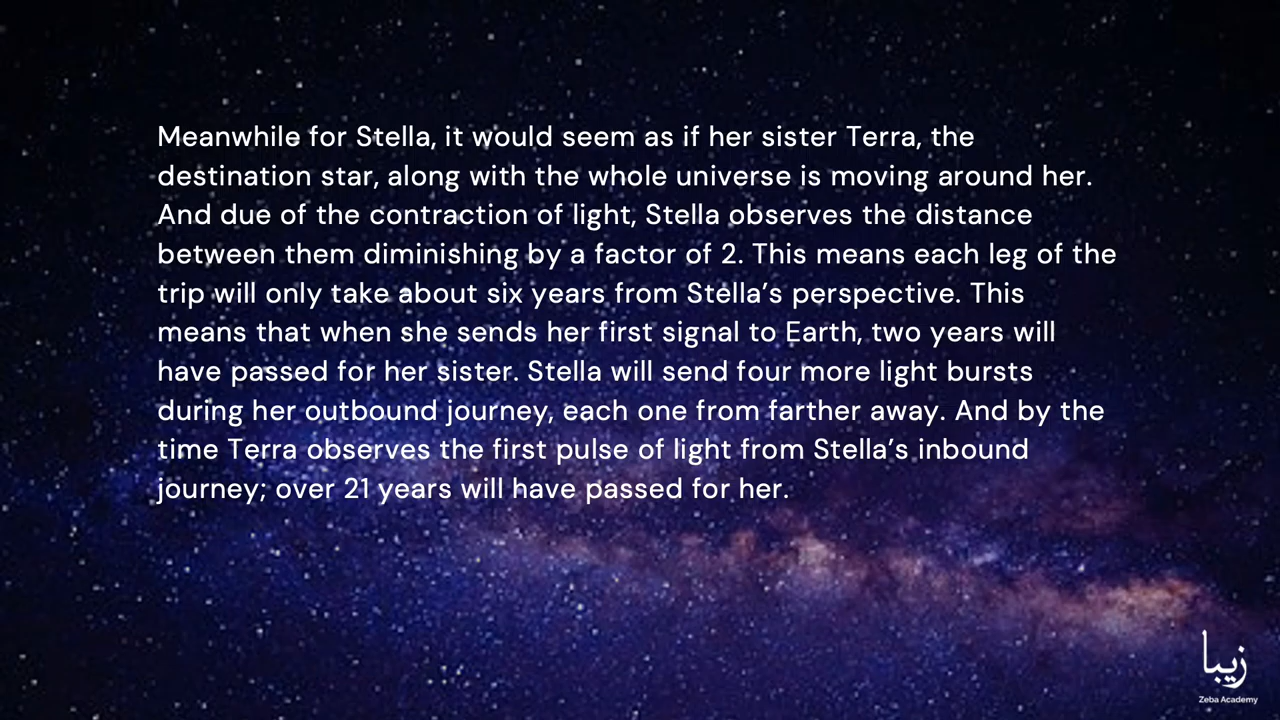 Meanwhile for Stella, it would seem as if her sister Terra, the
destination star, along with the whole universe is moving around her.
And due of the contraction of light, Stella observes the distance
between them diminishing by a factor of 2. This means each leg of the
trip will only take about six years from Stella’s perspective. This
means that when she sends her first signal to Earth, two years will
have passed for her sister. Stella will send four more light bursts
during her outbound journey, each one from farther away. And by the
time Terra observes the first pulse of light from Stella’s inbound
journey; over 21 years will have passed for her.
زيبا
Zeba Academy